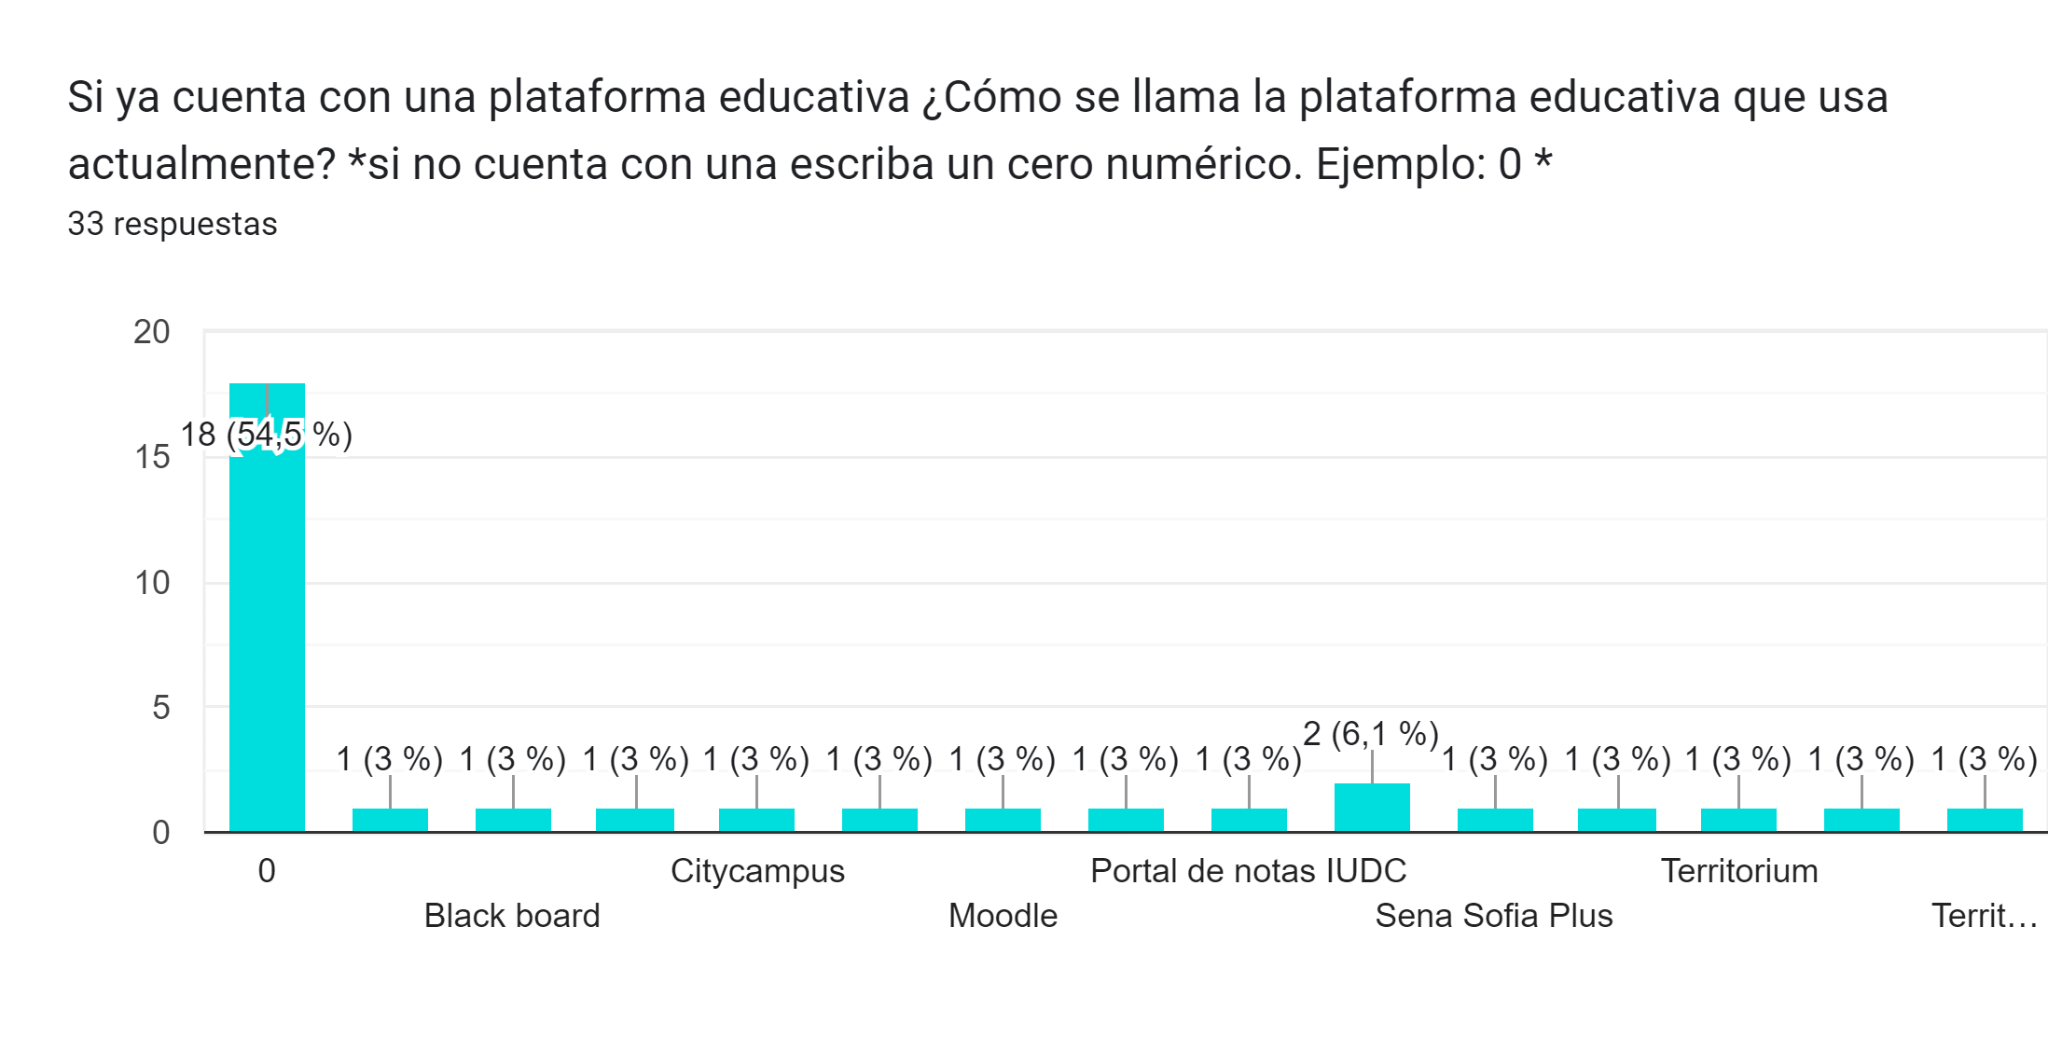 Si ya cuenta con una plataforma educativa ¿Cómo se llama la plataforma educativa que usa
actualmente? *si no cuenta con una escriba un cero numérico. Ejemplo: 0 *
33 respuestas
20
18 (54,5 %)
15
10
5
2 (6,1 %)
1 (3 %) 1 (3 %) 1 (3 %) 1 (3 %) 1 (3 %) 1 (3 %) 1 (3 %) 1 (3 %) 1 (3 %) 1 (3 %) 1 (3 %) 1 (3 %) 1 (3 %)
0
0 Citycampus Portal de notas IUDC Territorium
Black board Moodle Sena Sofia Plus Territ…